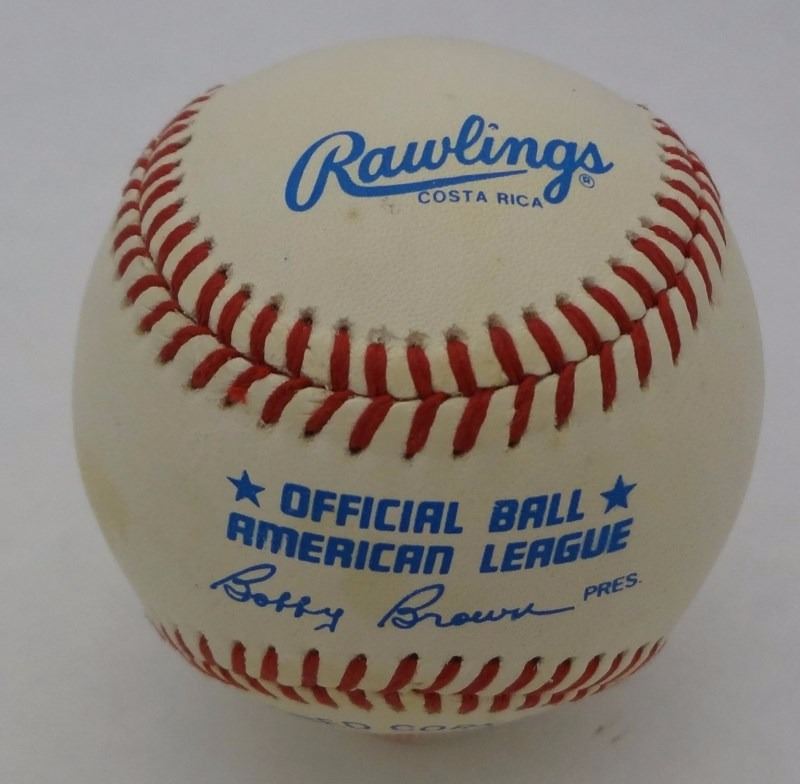 Rawlings®
COSTA RICA
★ OFFICIAL BALL ★
AMERICAN LEAGUE
Bobby Brown PRES.